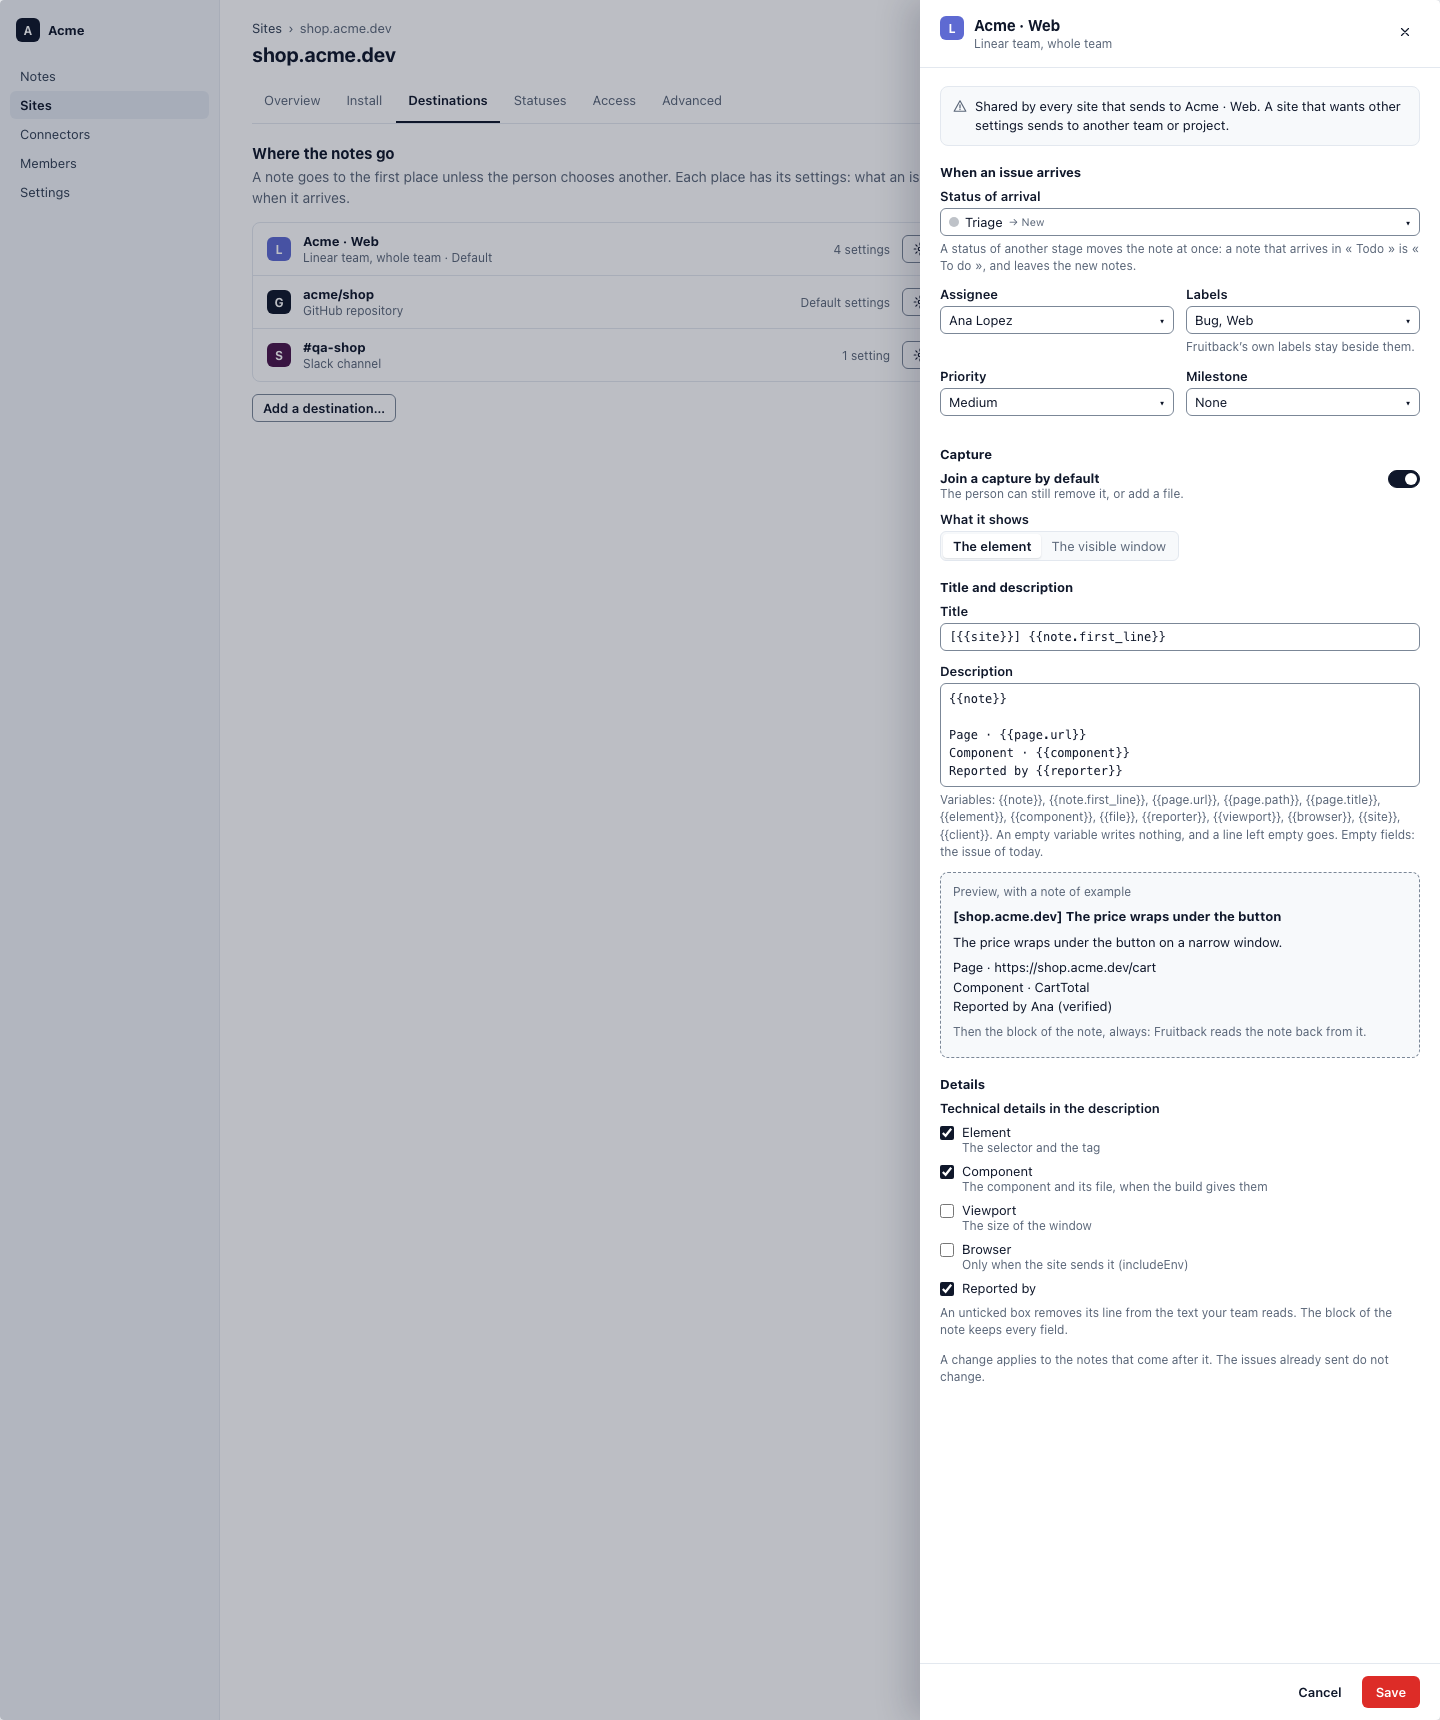 A Acme
Notes
Sites
Connectors
Members
Settings
Sites › shop.acme.dev
shop.acme.dev
Overview Install Destinations Statuses Access Advanced
Where the notes go
A note goes to the first place unless the person chooses another. Each place has its settings: what an is
when it arrives.
L Acme · Web
Linear team, whole team · Default
4 settings
G acme/shop
GitHub repository
Default settings
S #qa-shop
Slack channel
1 setting
Add a destination...
L Acme · Web
Linear team, whole team
Shared by every site that sends to Acme · Web. A site that wants other
settings sends to another team or project.
When an issue arrives
Status of arrival
Triage → New
A status of another stage moves the note at once: a note that arrives in « Todo » is «
To do », and leaves the new notes.
Assignee Labels
Ana Lopez Bug, Web
Fruitback's own labels stay beside them.
Priority Milestone
Medium None
Capture
Join a capture by default
The person can still remove it, or add a file.
What it shows
The element The visible window
Title and description
Title
[{{site}}] {{note.first_line}}
Description
{{note}}
Page · {{page.url}}
Component · {{component}}
Reported by {{reporter}}
Variables: {{note}}, {{note.first_line}}, {{page.url}}, {{page.path}}, {{page.title}},
{{element}}, {{component}}, {{file}}, {{reporter}}, {{viewport}}, {{browser}}, {{site}},
{{client}}. An empty variable writes nothing, and a line left empty goes. Empty fields:
the issue of today.
Preview, with a note of example
[shop.acme.dev] The price wraps under the button
The price wraps under the button on a narrow window.
Page · https://shop.acme.dev/cart
Component · CartTotal
Reported by Ana (verified)
Then the block of the note, always: Fruitback reads the note back from it.
Details
Technical details in the description
Element
The selector and the tag
Component
The component and its file, when the build gives them
Viewport
The size of the window
Browser
Only when the site sends it (includeEnv)
Reported by
An unticked box removes its line from the text your team reads. The block of the
note keeps every field.
A change applies to the notes that come after it. The issues already sent do not
change.
Cancel Save